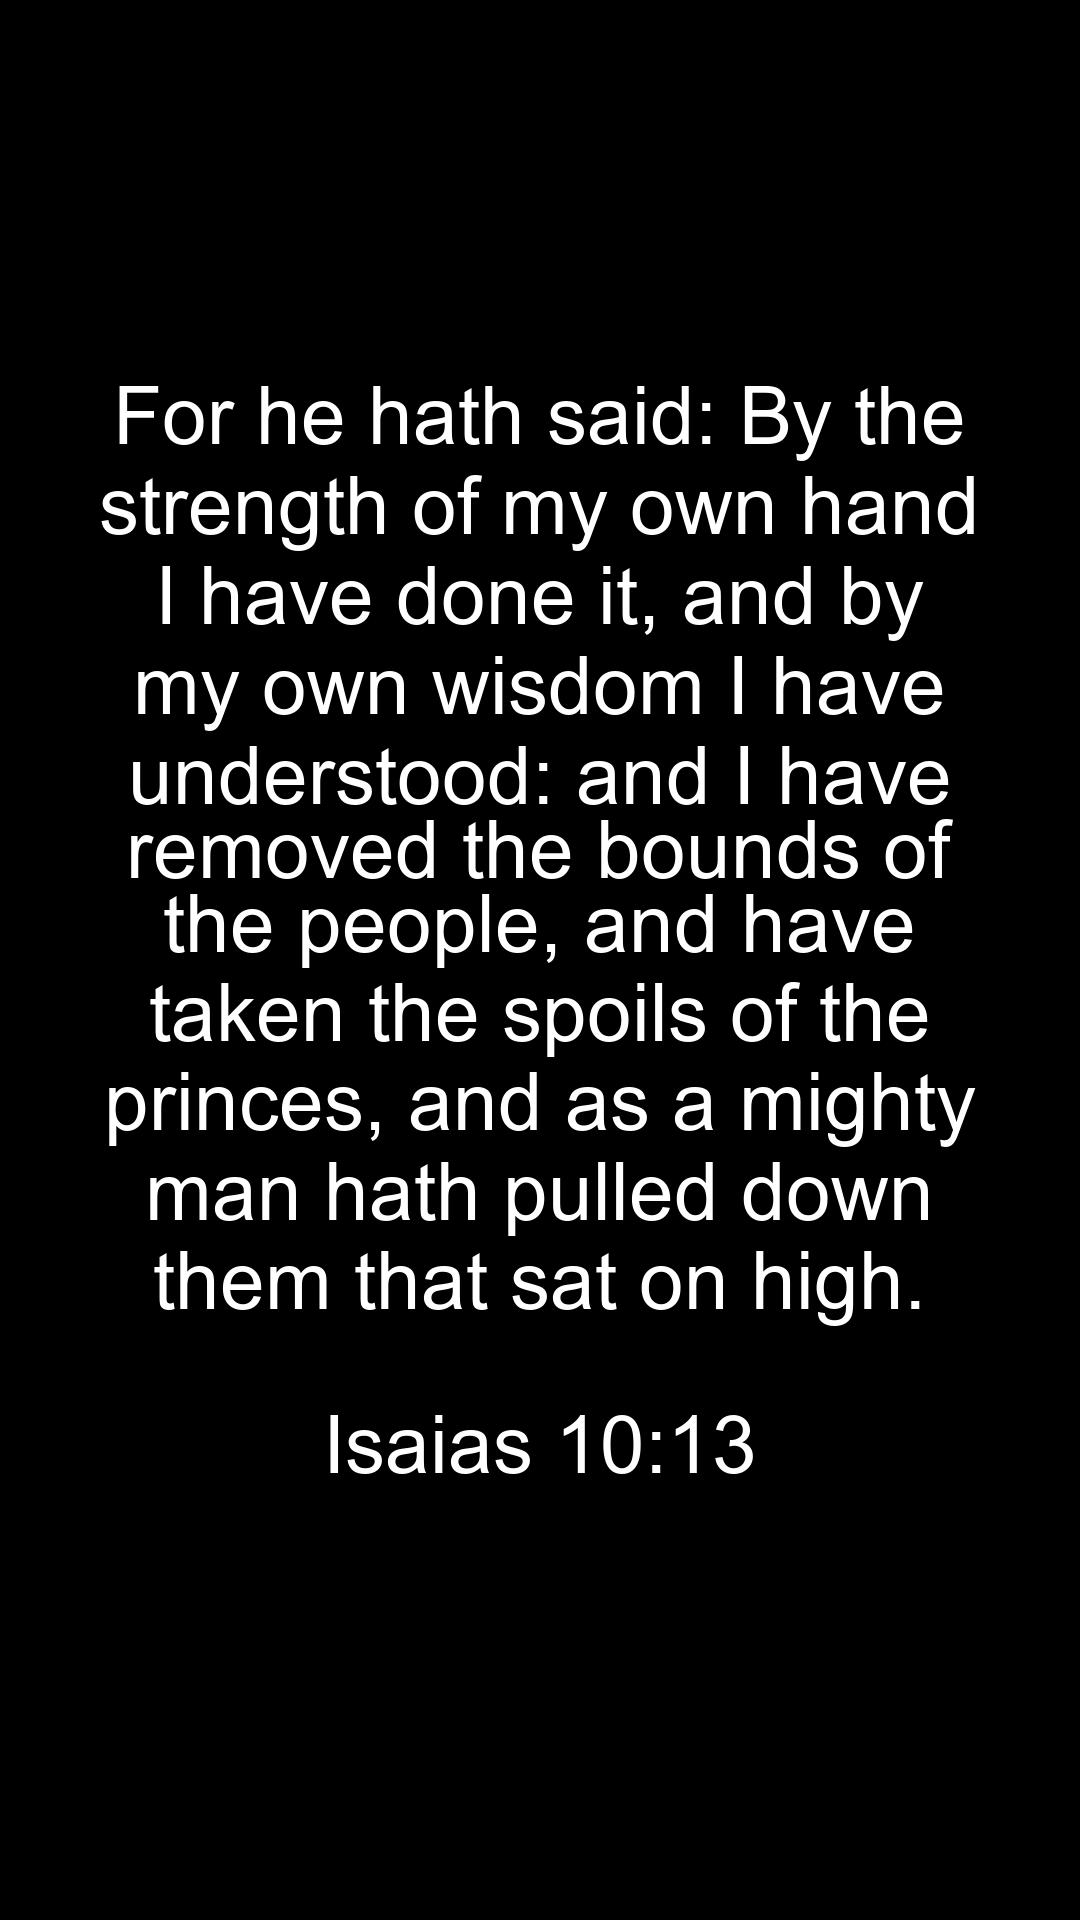 For he hath said: By the
strength of my own hand
I have done it, and by
my own wisdom I have
understood: and I have
removed the bounds of
the people, and have
taken the spoils of the
princes, and as a mighty
man hath pulled down
them that sat on high.
Isaias 10:13